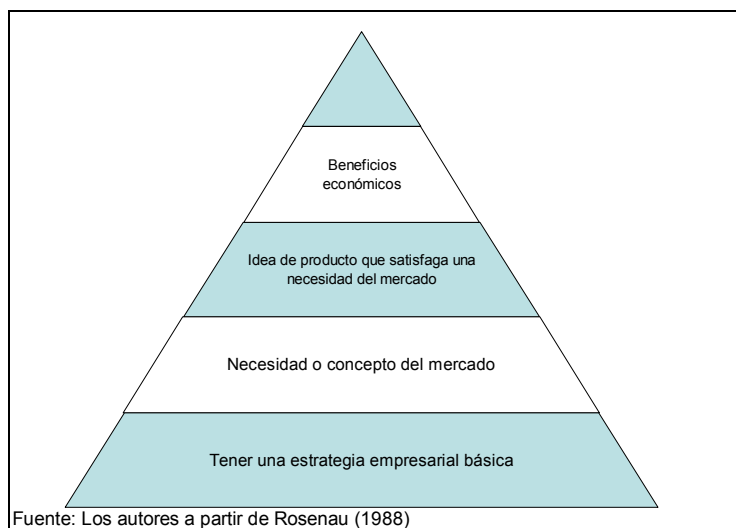 Beneficios
económicos
Idea de producto que satisfaga una
necesidad del mercado
Necesidad o concepto del mercado
Tener una estrategia empresarial básica
Fuente: Los autores a partir de Rosenau (1988)